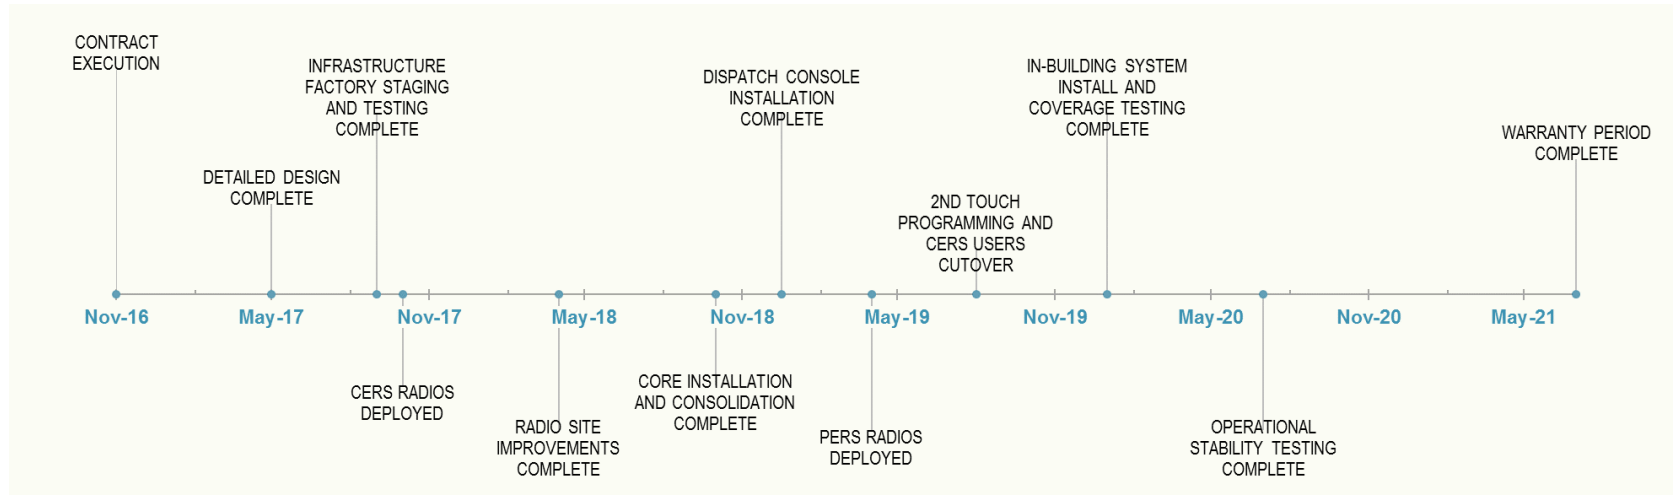 CONTRACT
EXECUTION
INFRASTRUCTURE
FACTORY STAGING
AND TESTING
COMPLETE
DISPATCH CONSOLE
INSTALLATION
COMPLETE
IN-BUILDING SYSTEM
INSTALL AND
COVERAGE TESTING
COMPLETE
WARRANTY PERIOD
COMPLETE
DETAILED DESIGN
COMPLETE
2ND TOUCH
PROGRAMMING AND
CERS USERS
CUTOVER
Nov-16
May-17
Nov-17
May-18
Nov-18
May-19
Nov-19
May-20
Nov-20
May-21
CERS RADIOS
DEPLOYED
RADIO SITE
IMPROVEMENTS
COMPLETE
CORE INSTALLATION
AND CONSOLIDATION
COMPLETE
PERS RADIOS
DEPLOYED
OPERATIONAL
STABILITY TESTING
COMPLETE